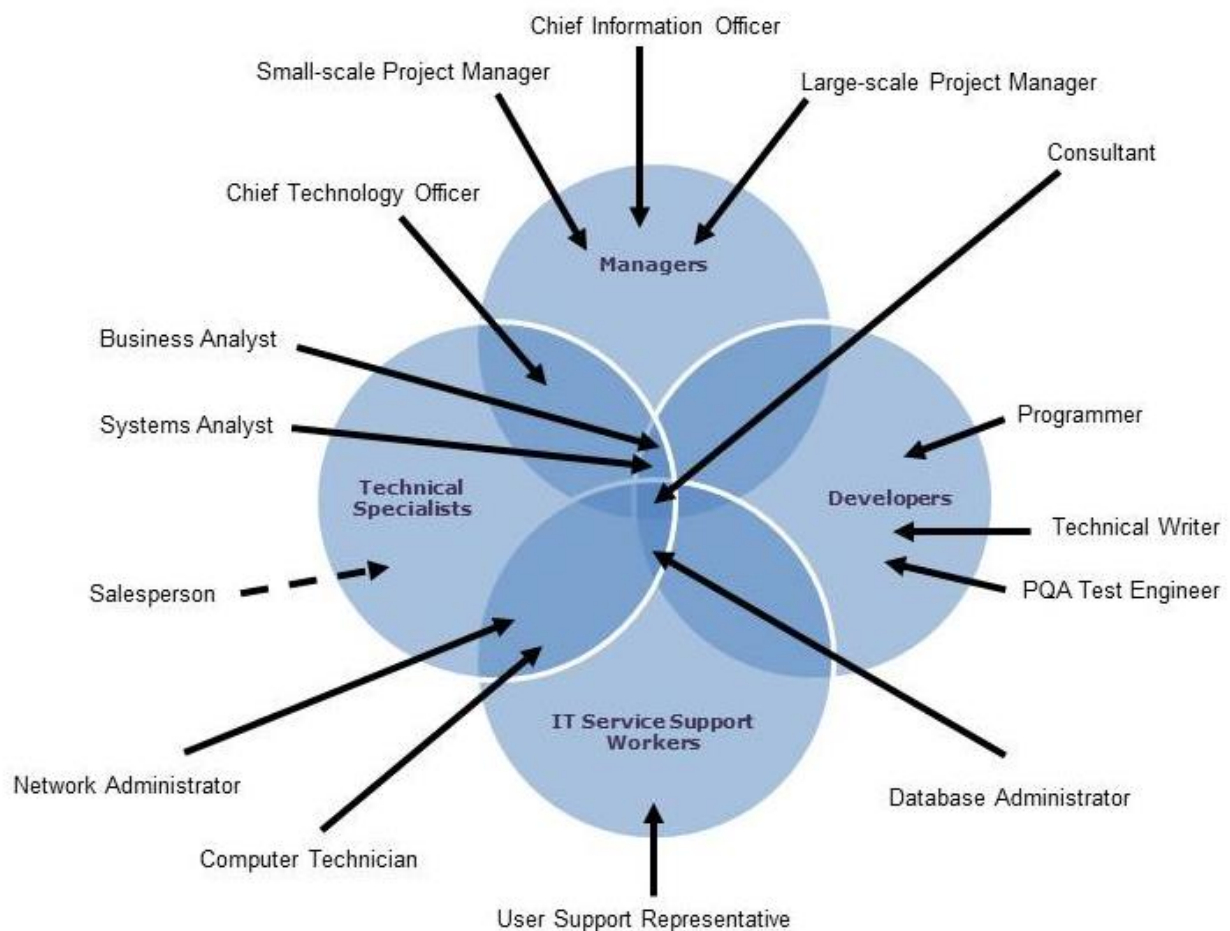 Chief Information Officer
Small-scale Project Manager
Large-scale Project Manager
Consultant
Chief Technology Officer
Managers
Business Analyst
Systems Analyst
Programmer
Technical
Specialists
Developers
Technical Writer
Salesperson
PQA Test Engineer
IT Service Support
Workers
Network Administrator
Database Administrator
Computer Technician
User Support Representative